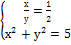 x/y = 1/2
x² + y² = 5